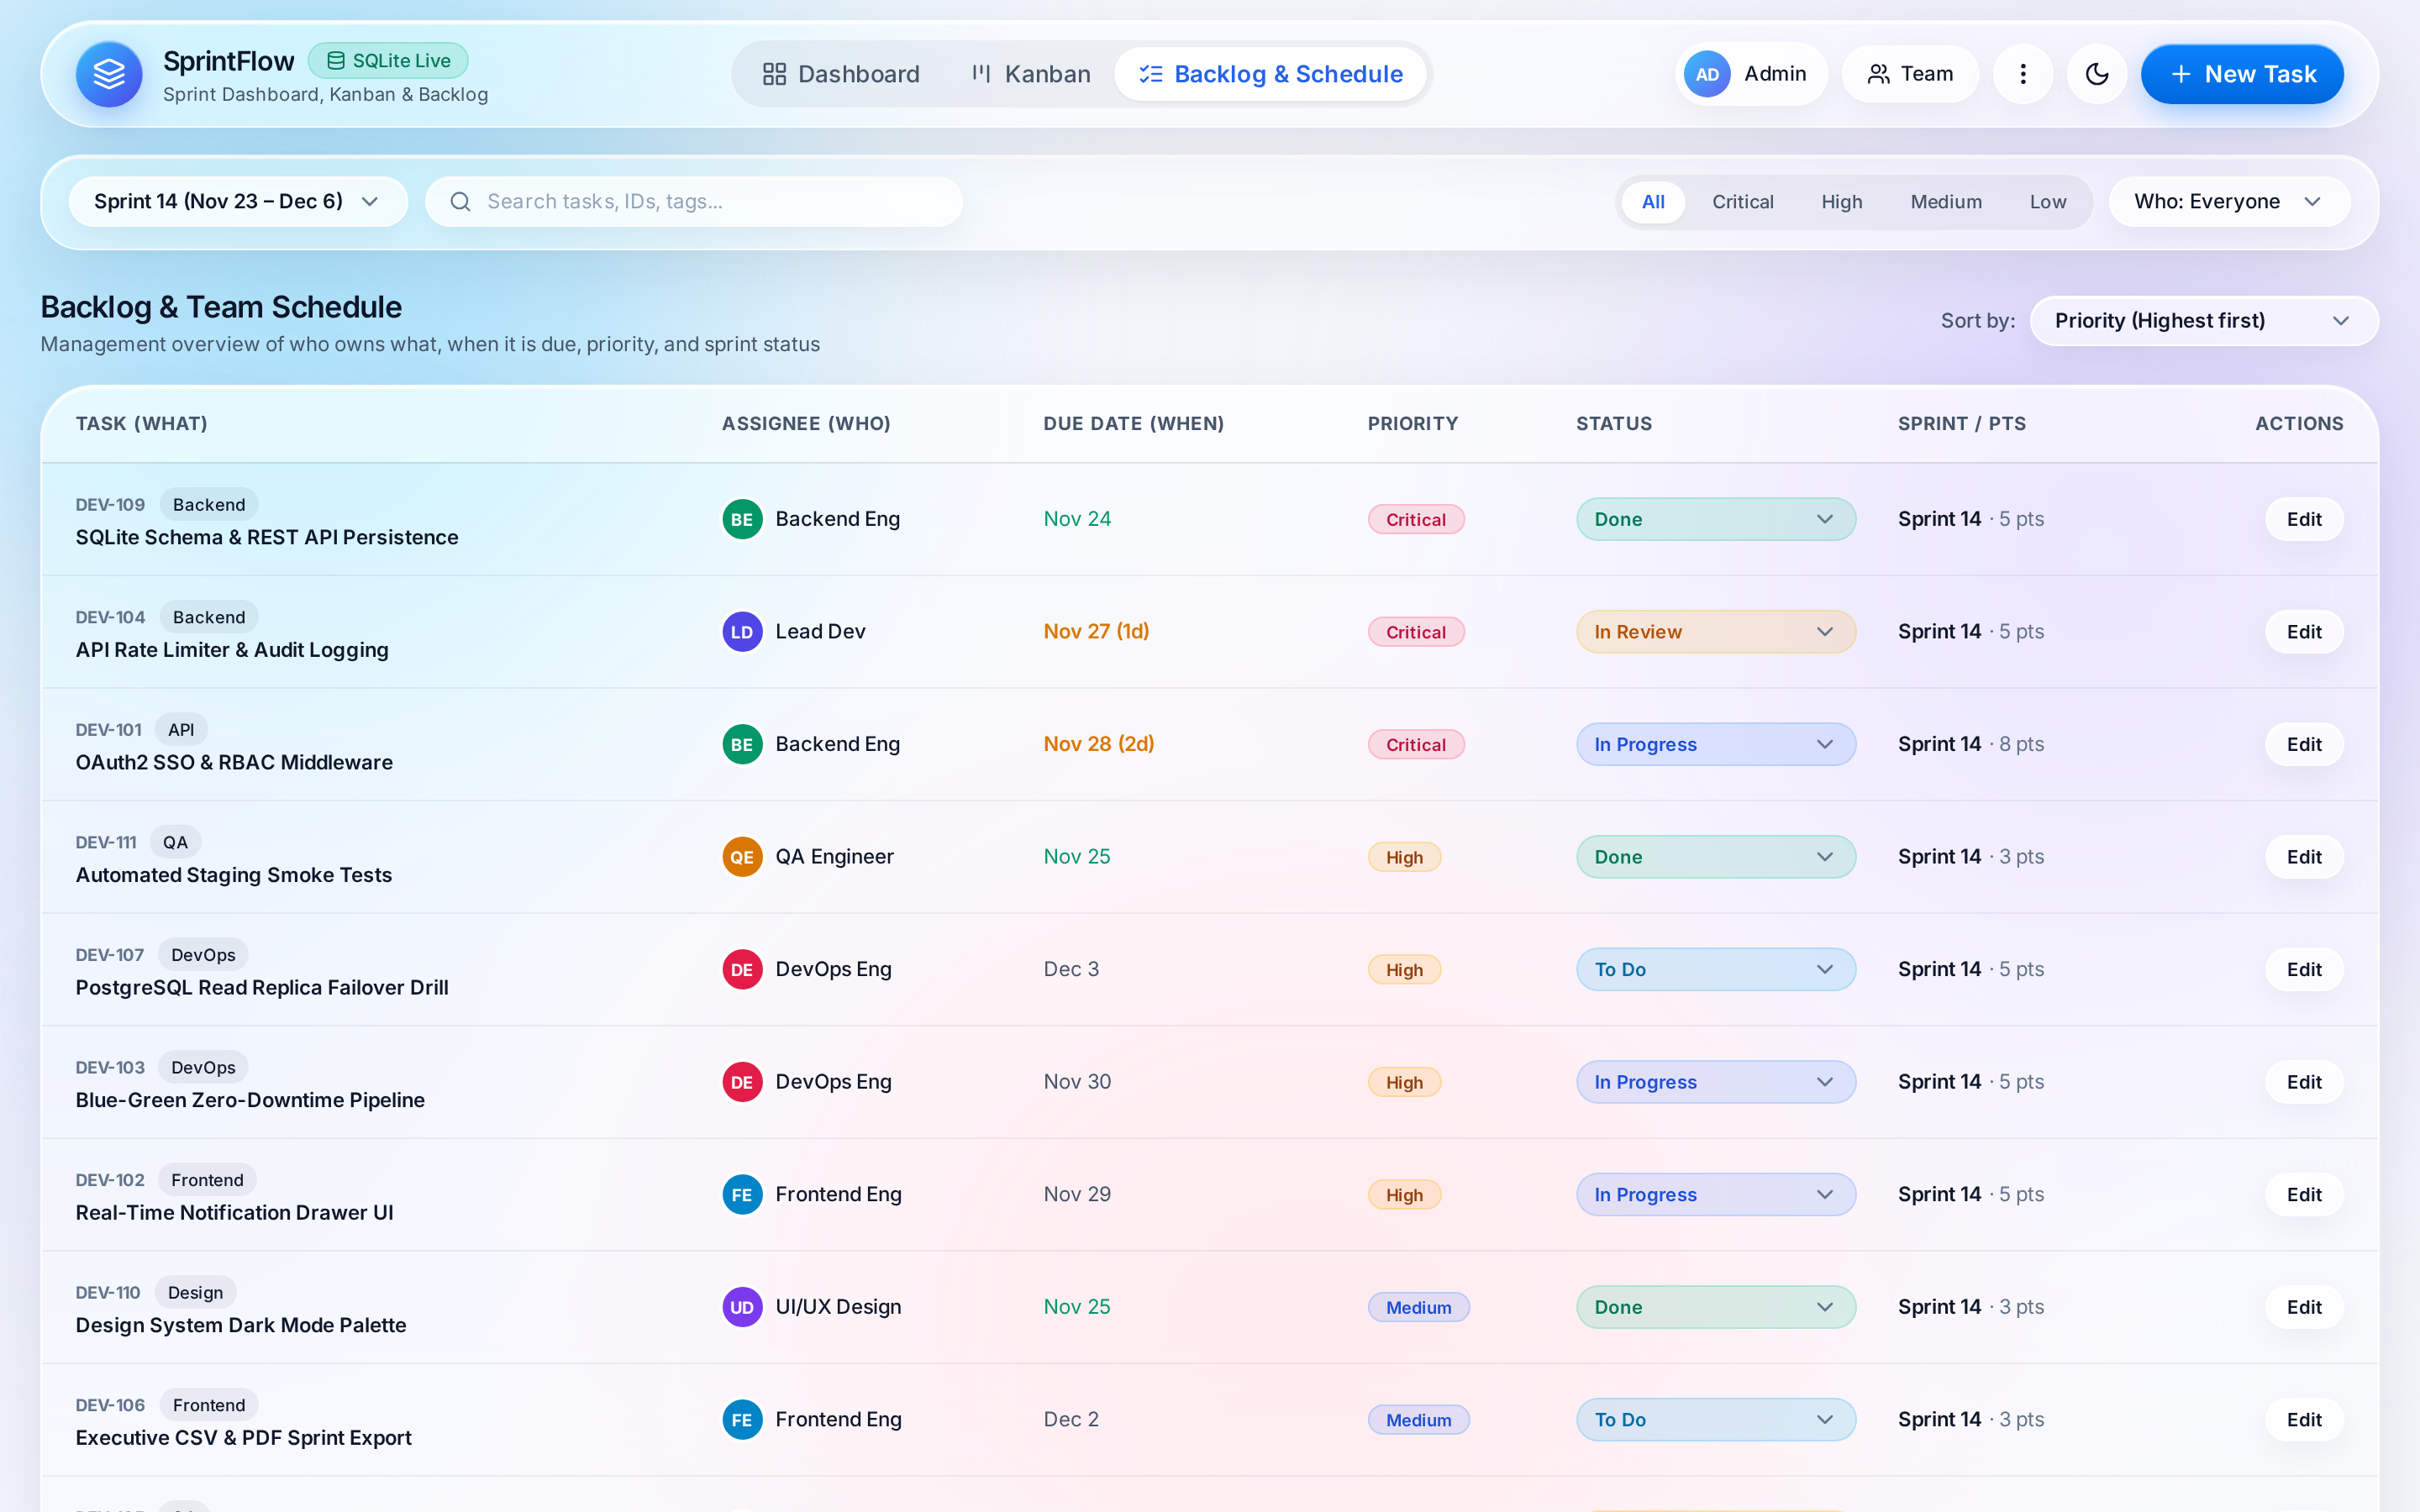 SprintFlow
SQLite Live
Sprint Dashboard, Kanban & Backlog
Dashboard
Kanban
Backlog & Schedule
AD
Admin
Team
New Task
Sprint 14 (Nov 23 – Dec 6)
Search tasks, IDs, tags...
All
Critical
High
Medium
Low
Who: Everyone
Backlog & Team Schedule
Management overview of who owns what, when it is due, priority, and sprint status
Sort by:
Priority (Highest first)
TASK (WHAT) ASSIGNEE (WHO) DUE DATE (WHEN) PRIORITY STATUS SPRINT / PTS ACTIONS
DEV-109 Backend
SQLite Schema & REST API Persistence
BE Backend Eng Nov 24 Critical Done Sprint 14 · 5 pts Edit
DEV-104 Backend
API Rate Limiter & Audit Logging
LD Lead Dev Nov 27 (1d) Critical In Review Sprint 14 · 5 pts Edit
DEV-101 API
OAuth2 SSO & RBAC Middleware
BE Backend Eng Nov 28 (2d) Critical In Progress Sprint 14 · 8 pts Edit
DEV-111 QA
Automated Staging Smoke Tests
QE QA Engineer Nov 25 High Done Sprint 14 · 3 pts Edit
DEV-107 DevOps
PostgreSQL Read Replica Failover Drill
DE DevOps Eng Dec 3 High To Do Sprint 14 · 5 pts Edit
DEV-103 DevOps
Blue-Green Zero-Downtime Pipeline
DE DevOps Eng Nov 30 High In Progress Sprint 14 · 5 pts Edit
DEV-102 Frontend
Real-Time Notification Drawer UI
FE Frontend Eng Nov 29 High In Progress Sprint 14 · 5 pts Edit
DEV-110 Design
Design System Dark Mode Palette
UD UI/UX Design Nov 25 Medium Done Sprint 14 · 3 pts Edit
DEV-106 Frontend
Executive CSV & PDF Sprint Export
FE Frontend Eng Dec 2 Medium To Do Sprint 14 · 3 pts Edit